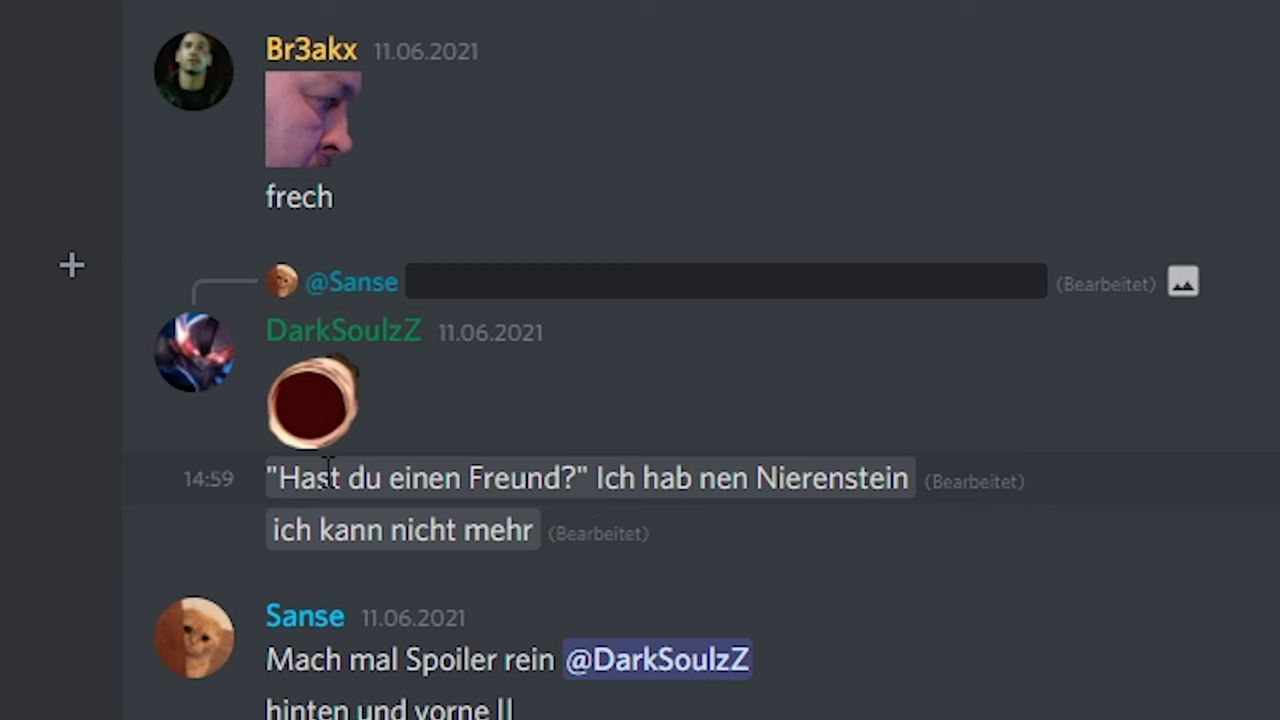 Br3akx 11.06.2021
frech
@Sanse (Bearbeitet)
DarkSoulzZ 11.06.2021
14:59 "Hast du einen Freund?" Ich hab nen Nierenstein (Bearbeitet)
ich kann nicht mehr (Bearbeitet)
Sanse 11.06.2021
Mach mal Spoiler rein @DarkSoulzZ
hinten und vorne ||